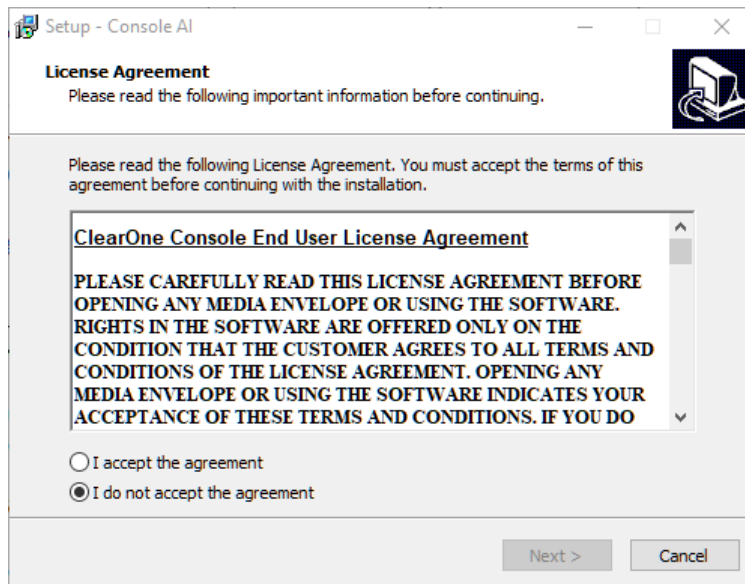 Setup - Console AI
License Agreement
Please read the following important information before continuing.
Please read the following License Agreement. You must accept the terms of this
agreement before continuing with the installation.
ClearOne Console End User License Agreement
PLEASE CAREFULLY READ THIS LICENSE AGREEMENT BEFORE
OPENING ANY MEDIA ENVELOPE OR USING THE SOFTWARE.
RIGHTS IN THE SOFTWARE ARE OFFERED ONLY ON THE
CONDITION THAT THE CUSTOMER AGREES TO ALL TERMS AND
CONDITIONS OF THE LICENSE AGREEMENT. OPENING ANY
MEDIA ENVELOPE OR USING THE SOFTWARE INDICATES YOUR
ACCEPTANCE OF THESE TERMS AND CONDITIONS. IF YOU DO
I accept the agreement
I do not accept the agreement
Next >
Cancel